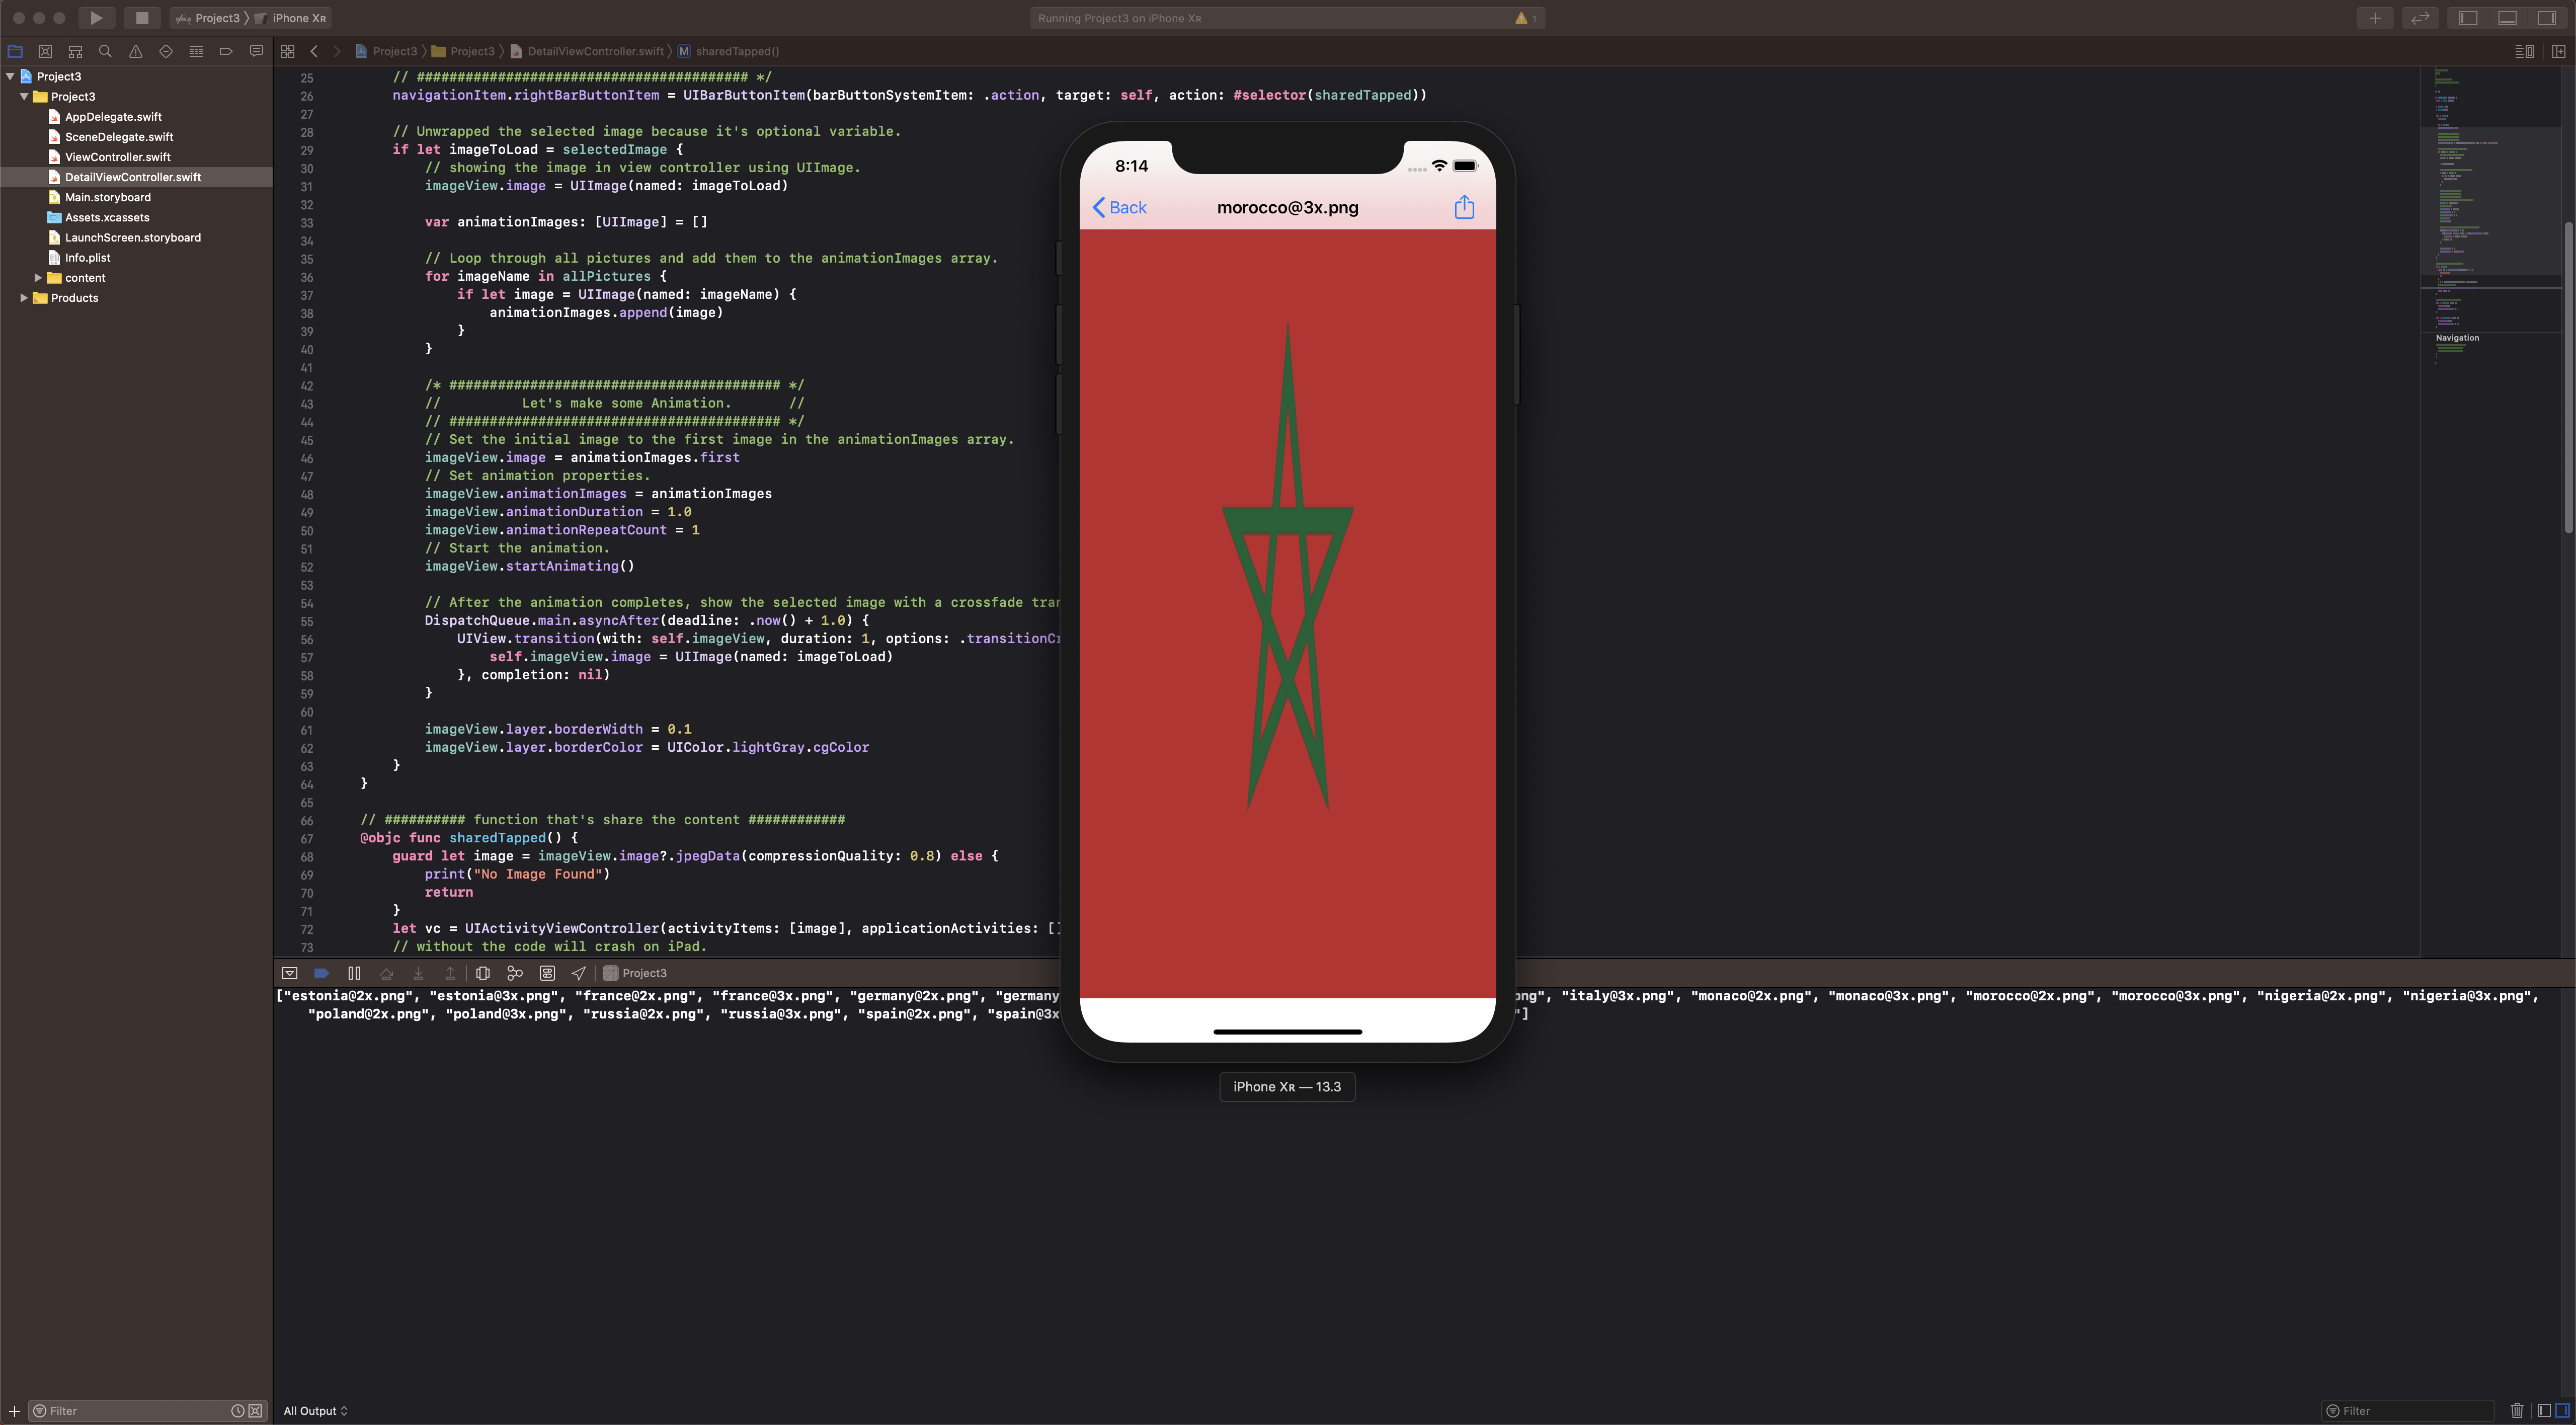 Project3 〉 iPhone Xʀ
Running Project3 on iPhone Xʀ
1
Project3 〉 Project3 〉 DetailViewController.swift 〉 M sharedTapped()
Project3
Project3
AppDelegate.swift
SceneDelegate.swift
ViewController.swift
DetailViewController.swift
Main.storyboard
Assets.xcassets
LaunchScreen.storyboard
Info.plist
content
Products
25 // ######################################### */
26 navigationItem.rightBarButtonItem = UIBarButtonItem(barButtonSystemItem: .action, target: self, action: #selector(sharedTapped))
27
28 // Unwrapped the selected image because it's optional variable.
29 if let imageToLoad = selectedImage {
30 // showing the image in view controller using UIImage.
31 imageView.image = UIImage(named: imageToLoad)
32
33 var animationImages: [UIImage] = []
34
35 // Loop through all pictures and add them to the animationImages array.
36 for imageName in allPictures {
37 if let image = UIImage(named: imageName) {
38 animationImages.append(image)
39 }
40 }
41
42 /* ######################################### */
43 // Let's make some Animation. //
44 // ######################################### */
45 // Set the initial image to the first image in the animationImages array.
46 imageView.image = animationImages.first
47 // Set animation properties.
48 imageView.animationImages = animationImages
49 imageView.animationDuration = 1.0
50 imageView.animationRepeatCount = 1
51 // Start the animation.
52 imageView.startAnimating()
53
54 // After the animation completes, show the selected image with a crossfade
55 DispatchQueue.main.asyncAfter(deadline: .now() + 1.0) {
56 UIView.transition(with: self.imageView, duration: 1, options:
57 self.imageView.image = UIImage(named: imageToLoad)
58 }, completion: nil)
59 }
60
61 imageView.layer.borderWidth = 0.1
62 imageView.layer.borderColor = UIColor.lightGray.cgColor
63 }
64 }
65
66 // ########## function that's share the content ############
67 @objc func sharedTapped() {
68 guard let image = imageView.image?.jpegData(compressionQuality: 0.8) else {
69 print("No Image Found")
70 return
71 }
72 let vc = UIActivityViewController(activityItems: [image], applicationActivities: [
73 // without the code will crash on iPad.
8:14
Back
morocco@3x.png
iPhone Xʀ — 13.3
Navigation
Project3
["estonia@2x.png", "estonia@3x.png", "france@2x.png", "france@3x.png", "germany@2x.png", "germany png", "italy@3x.png", "monaco@2x.png", "monaco@3x.png", "morocco@2x.png", "morocco@3x.png", "nigeria@2x.png", "nigeria@3x.png",
"poland@2x.png", "poland@3x.png", "russia@2x.png", "russia@3x.png", "spain@2x.png", "spain@3x "]
Filter
All Output
Filter